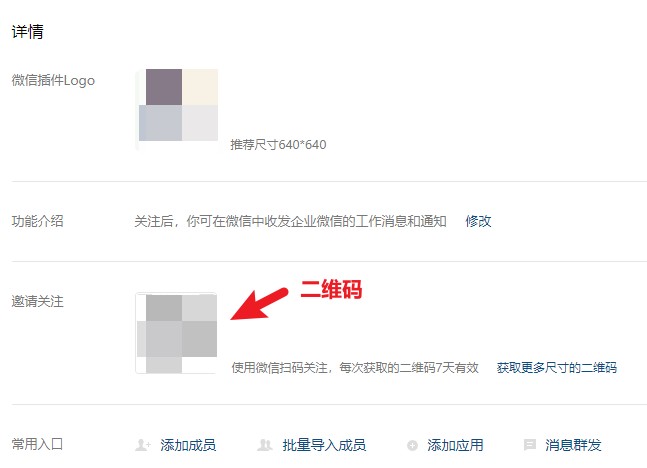 详情
微信插件Logo
推荐尺寸640*640
功能介绍 关注后，你可在微信中收发企业微信的工作消息和通知 修改
二维码
邀请关注
使用微信扫码关注，每次获取的二维码7天有效 获取更多尺寸的二维码
常用入口 添加成员 批量导入成员 添加应用 消息群发